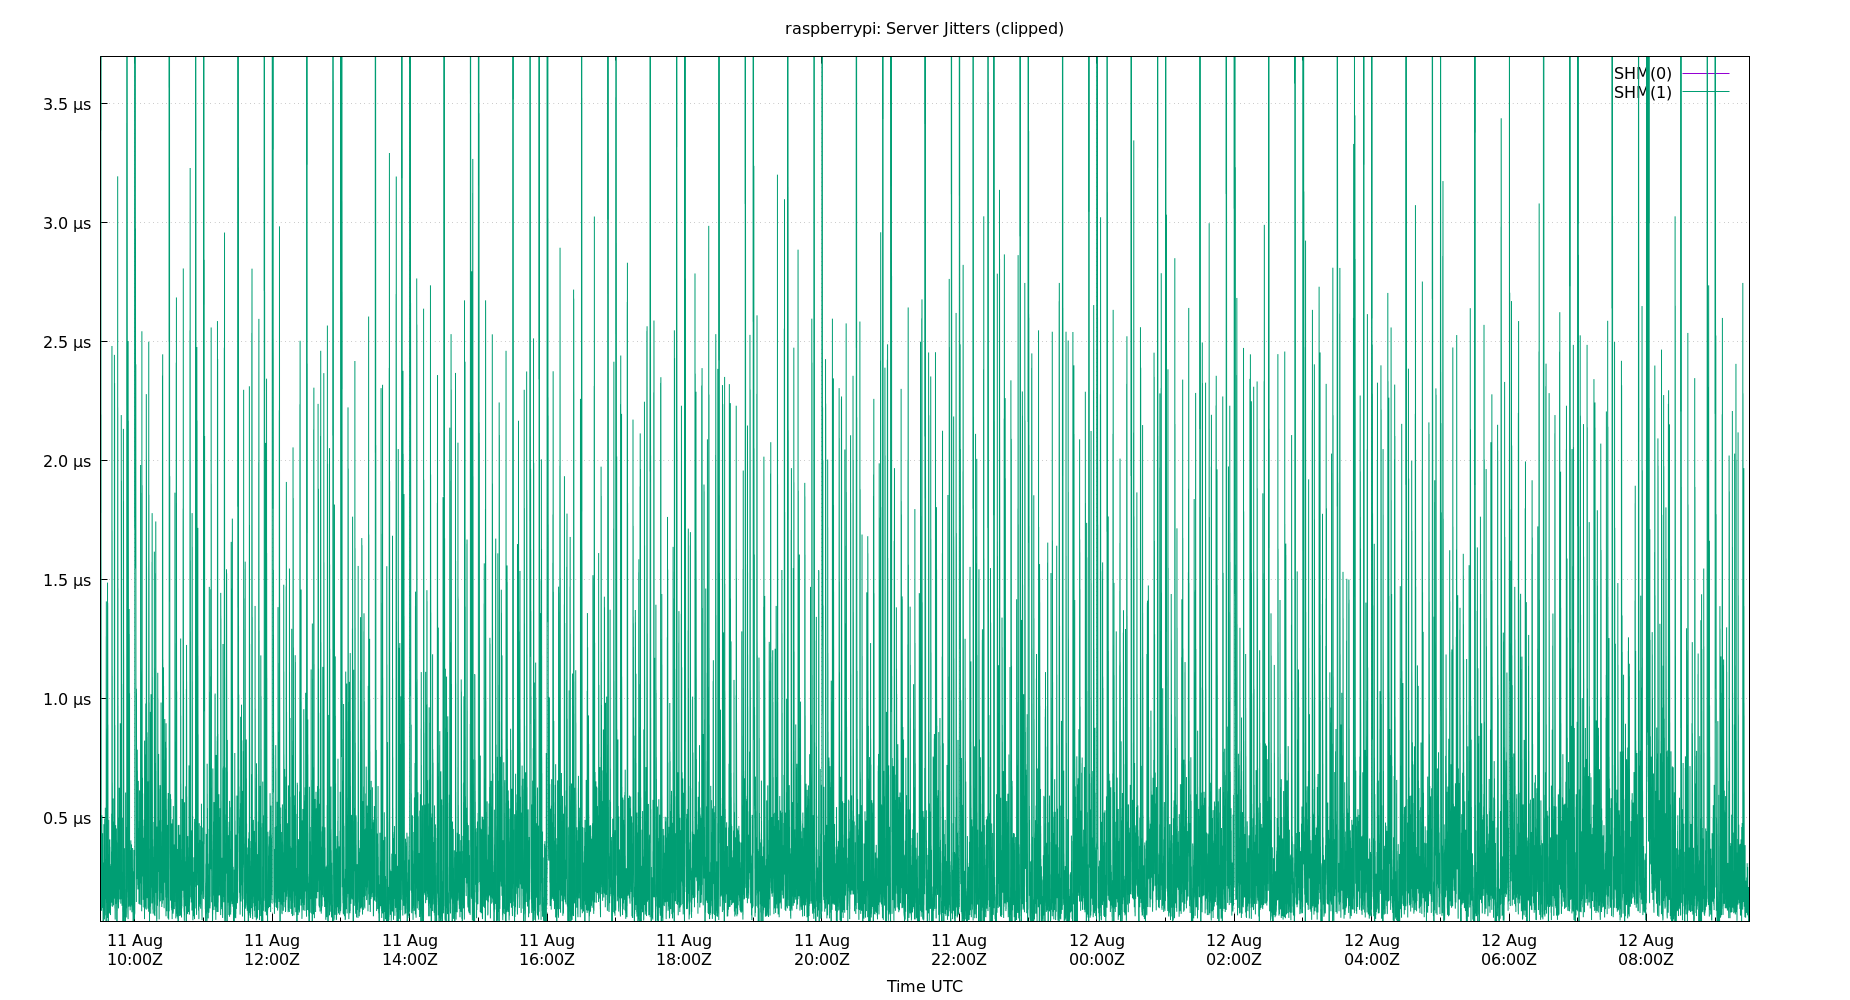 raspberrypi: Server Jitters (clipped)
SHM(0)
SHM(1)
3.5 µs
3.0 µs
2.5 µs
2.0 µs
1.5 µs
1.0 µs
0.5 µs
11 Aug 11 Aug 11 Aug 11 Aug 11 Aug 11 Aug 11 Aug 12 Aug 12 Aug 12 Aug 12 Aug 12 Aug
10:00Z 12:00Z 14:00Z 16:00Z 18:00Z 20:00Z 22:00Z 00:00Z 02:00Z 04:00Z 06:00Z 08:00Z
Time UTC